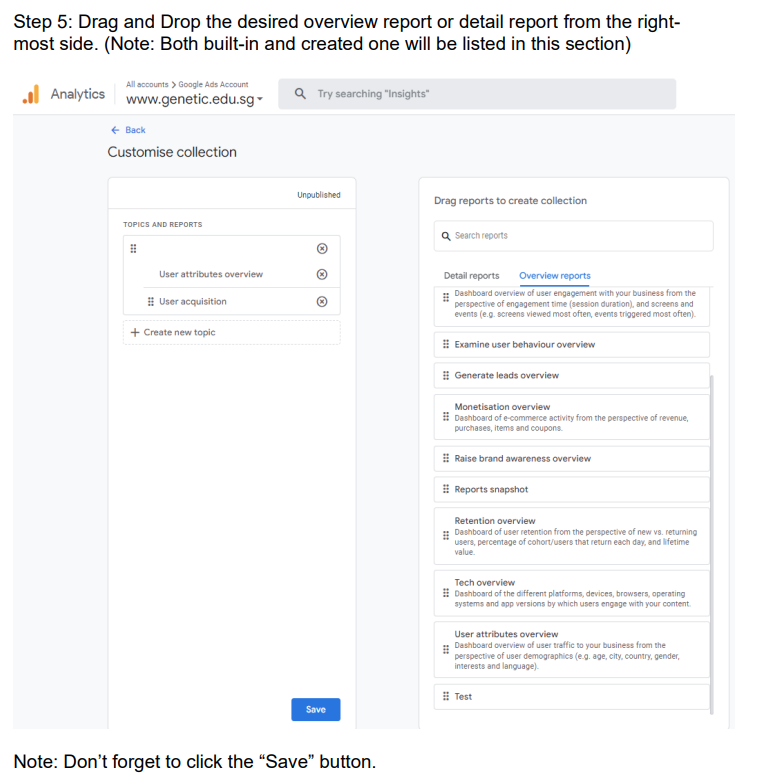 Step 5: Drag and Drop the desired overview report or detail report from the right-
most side. (Note: Both built-in and created one will be listed in this section)
Analytics
All accounts > Google Ads Account
www.genetic.edu.sg
Try searching "Insights"
Back
Customise collection
Unpublished
TOPICS AND REPORTS
User attributes overview
User acquisition
+ Create new topic
Save
Drag reports to create collection
Search reports
Detail reports
Overview reports
Dashboard overview of user engagement with your business from the
perspective of engagement time (session duration), and screens and
events (e.g. screens viewed most often, events triggered most often).
Examine user behaviour overview
Generate leads overview
Monetisation overview
Dashboard of e-commerce activity from the perspective of revenue,
purchases, items and coupons.
Raise brand awareness overview
Reports snapshot
Retention overview
Dashboard of user retention from the perspective of new vs. returning
users, percentage of cohort/users that return each day, and lifetime
value.
Tech overview
Dashboard of the different platforms, devices, browsers, operating
systems and app versions by which users engage with your content.
User attributes overview
Dashboard overview of user traffic to your business from the
perspective of user demographics (e.g. age, city, country, gender,
interests and language).
Test
Note: Don’t forget to click the “Save” button.